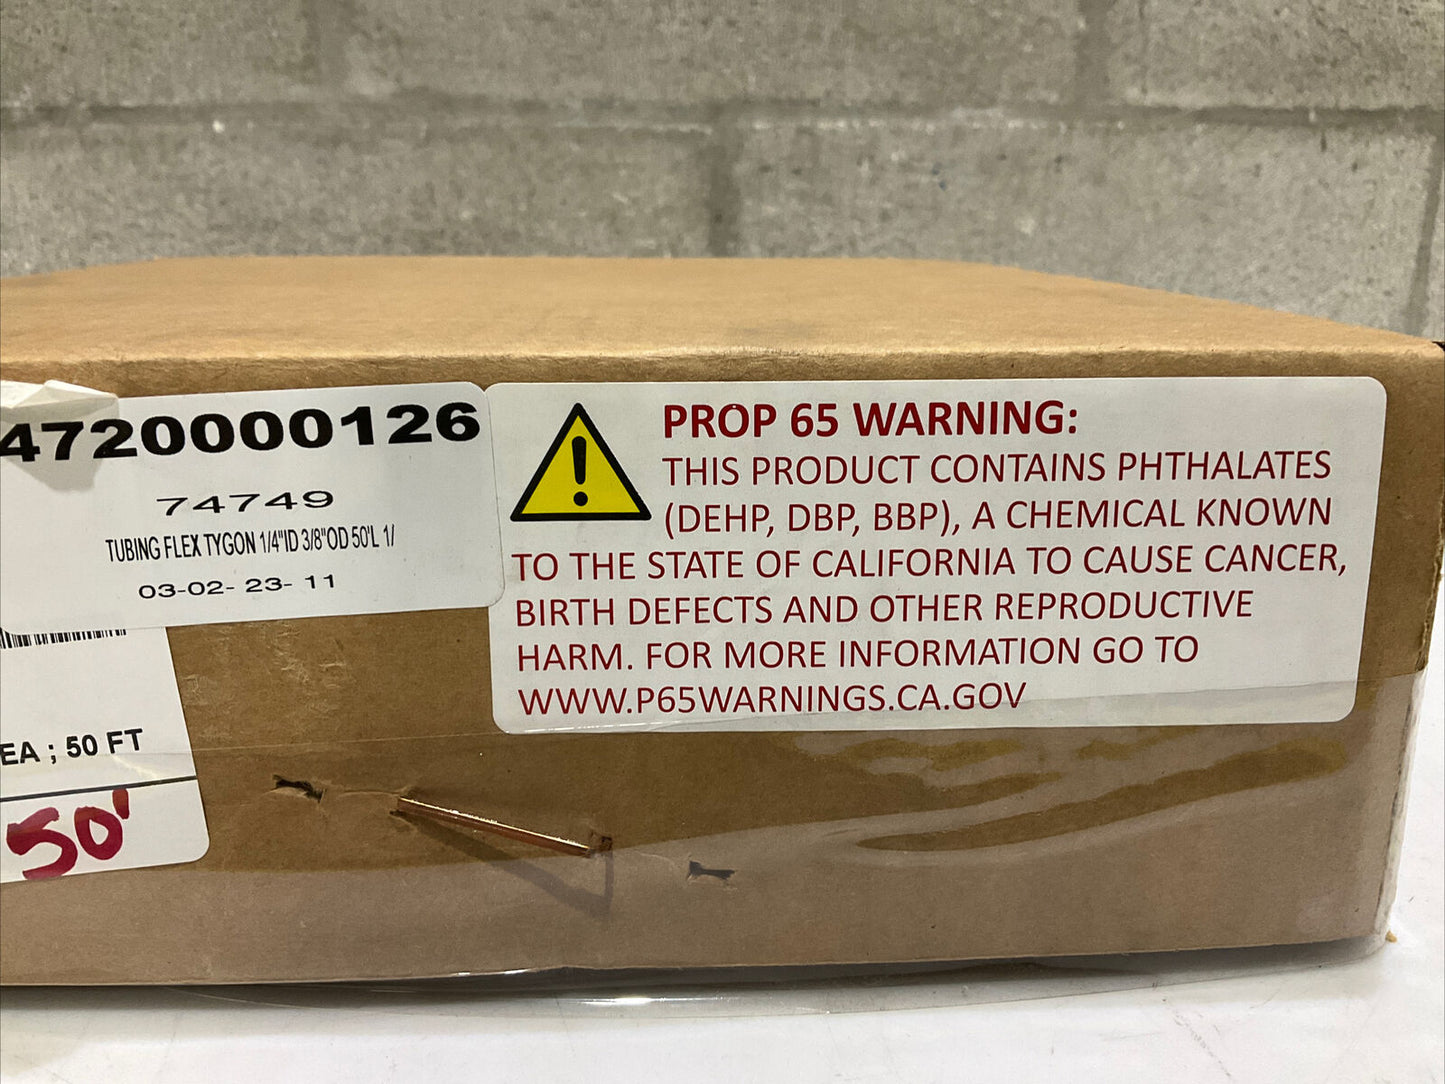 4720000126
74749
TUBING FLEX TYGON 1/4"ID 3/8"OD 50'L 1/
03-02- 23- 11
EA ; 50 FT
50'
PROP 65 WARNING:
THIS PRODUCT CONTAINS PHTHALATES
(DEHP, DBP, BBP), A CHEMICAL KNOWN
TO THE STATE OF CALIFORNIA TO CAUSE CANCER,
BIRTH DEFECTS AND OTHER REPRODUCTIVE
HARM. FOR MORE INFORMATION GO TO
WWW.P65WARNINGS.CA.GOV